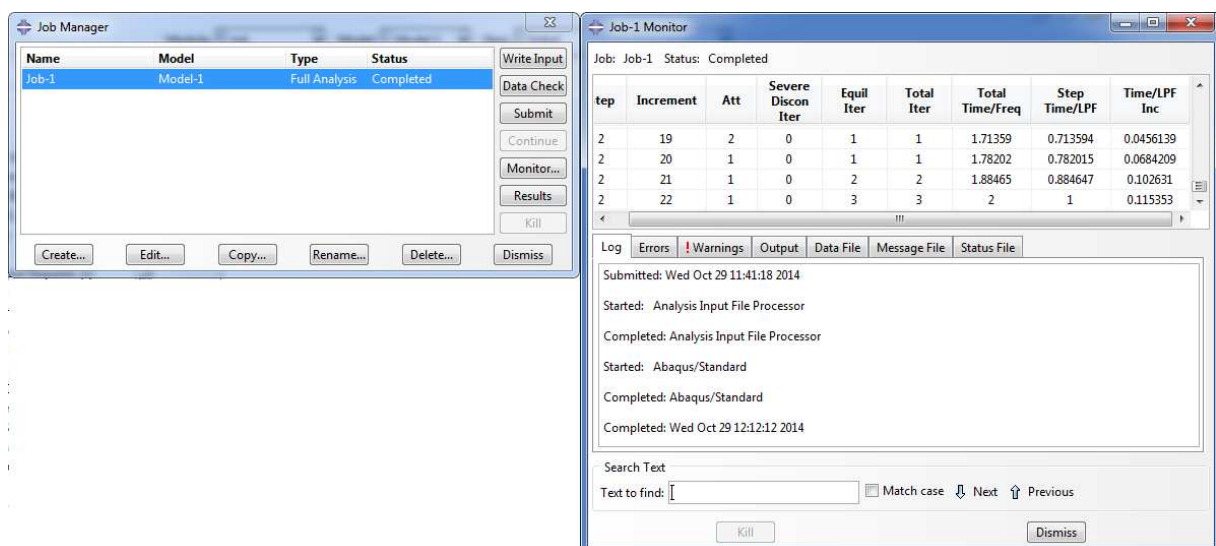 Job Manager
Name Model Type Status
Job-1 Model-1 Full Analysis Completed
Write Input
Data Check
Submit
Continue
Monitor...
Results
Kill
Create... Edit... Copy... Rename... Delete... Dismiss
Job-1 Monitor
Job: Job-1 Status: Completed
tep Increment Att Severe Discon Iter Equil Iter Total Iter Total Time/Freq Step Time/LPF Time/LPF Inc
2 19 2 0 1 1 1.71359 0.713594 0.0456139
2 20 1 0 1 1 1.78202 0.782015 0.0684209
2 21 1 0 2 2 1.88465 0.884647 0.102631
2 22 1 0 3 3 2 1 0.115353
Log Errors ! Warnings Output Data File Message File Status File
Submitted: Wed Oct 29 11:41:18 2014
Started: Analysis Input File Processor
Completed: Analysis Input File Processor
Started: Abaqus/Standard
Completed: Abaqus/Standard
Completed: Wed Oct 29 12:12:12 2014
Search Text
Text to find: Match case Next Previous
Kill Dismiss